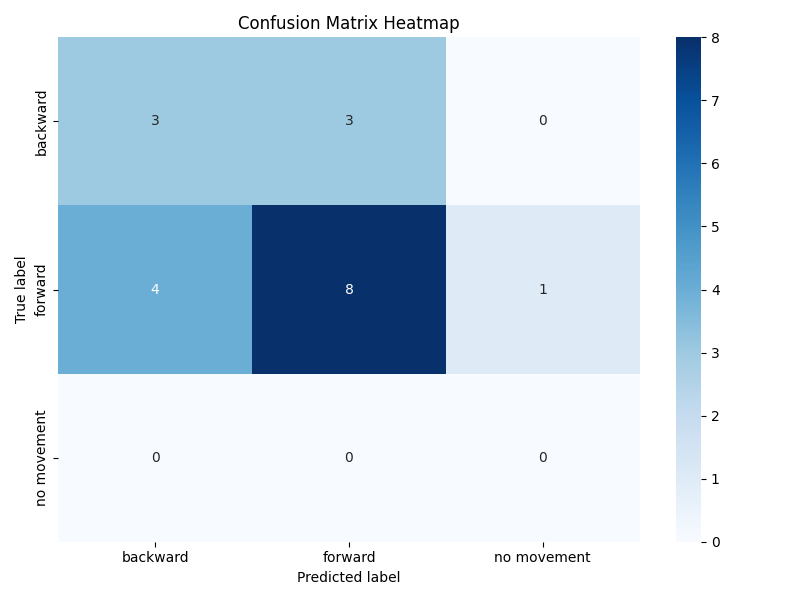 Confusion Matrix Heatmap
True label
backward
3 3 0
forward
4 8 1
no movement
0 0 0
backward forward no movement
Predicted label
8
7
6
5
4
3
2
1
0